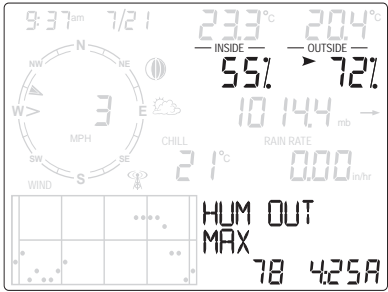 9:37am 7/21 23.3°C 20.4°C
INSIDE OUTSIDE
55% 72%
N
NW NE
W E
3
MPH
SW SE
S
WIND
1014.4 mb
CHILL RAIN RATE
21°C 0.00 in/hr
HUM OUT
MAX
78 4:25A